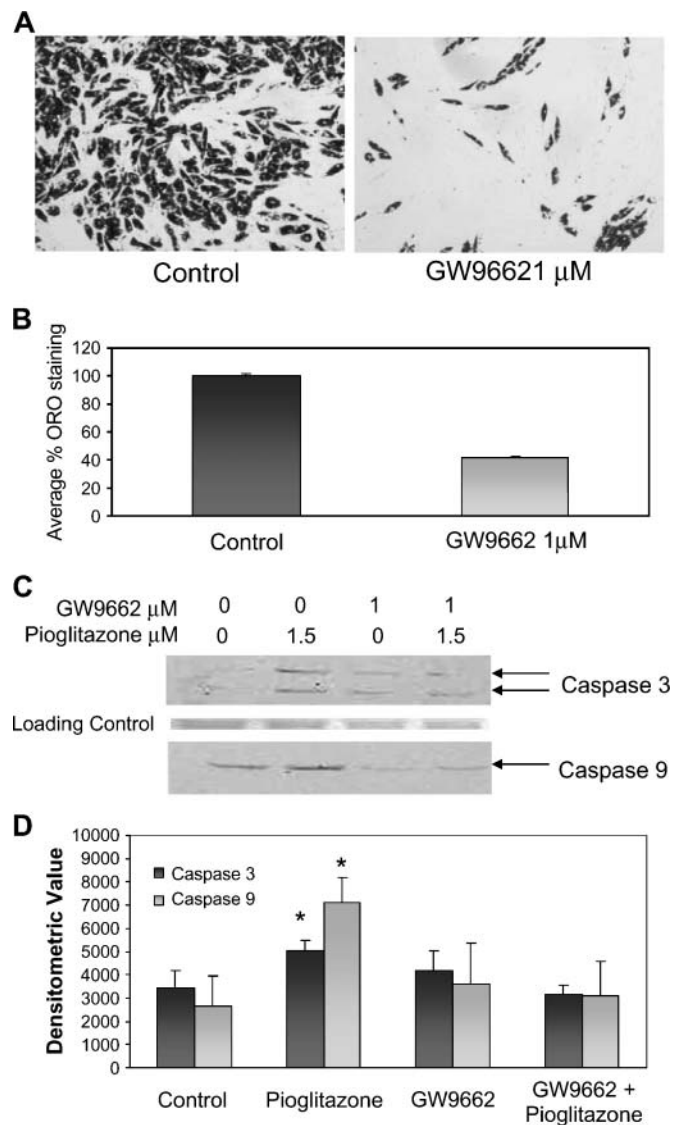 A
Control
GW96621 µM
B
Average % ORO staining
120
100
80
60
40
20
0
Control
GW9662 1µM
C
GW9662 µM 0 0 1 1
Pioglitazone µM 0 1.5 0 1.5
Caspase 3
Loading Control
Caspase 9
D
Densitometric Value
10000
9000
8000
7000
6000
5000
4000
3000
2000
1000
0
Caspase 3
Caspase 9
*
*
Control
Pioglitazone
GW9662
GW9662 +
Pioglitazone